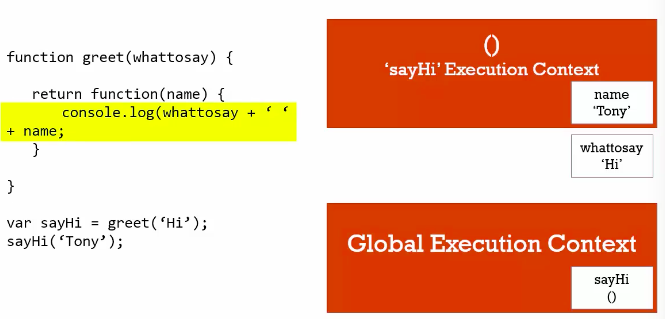 function greet(whattosay) {
return function(name) {
console.log(whattosay + ‘ ‘
+ name;
}
}
var sayHi = greet(‘Hi’);
sayHi(‘Tony’);
()
‘sayHi’ Execution Context
name
‘Tony’
whattosay
‘Hi’
Global Execution Context
sayHi
()